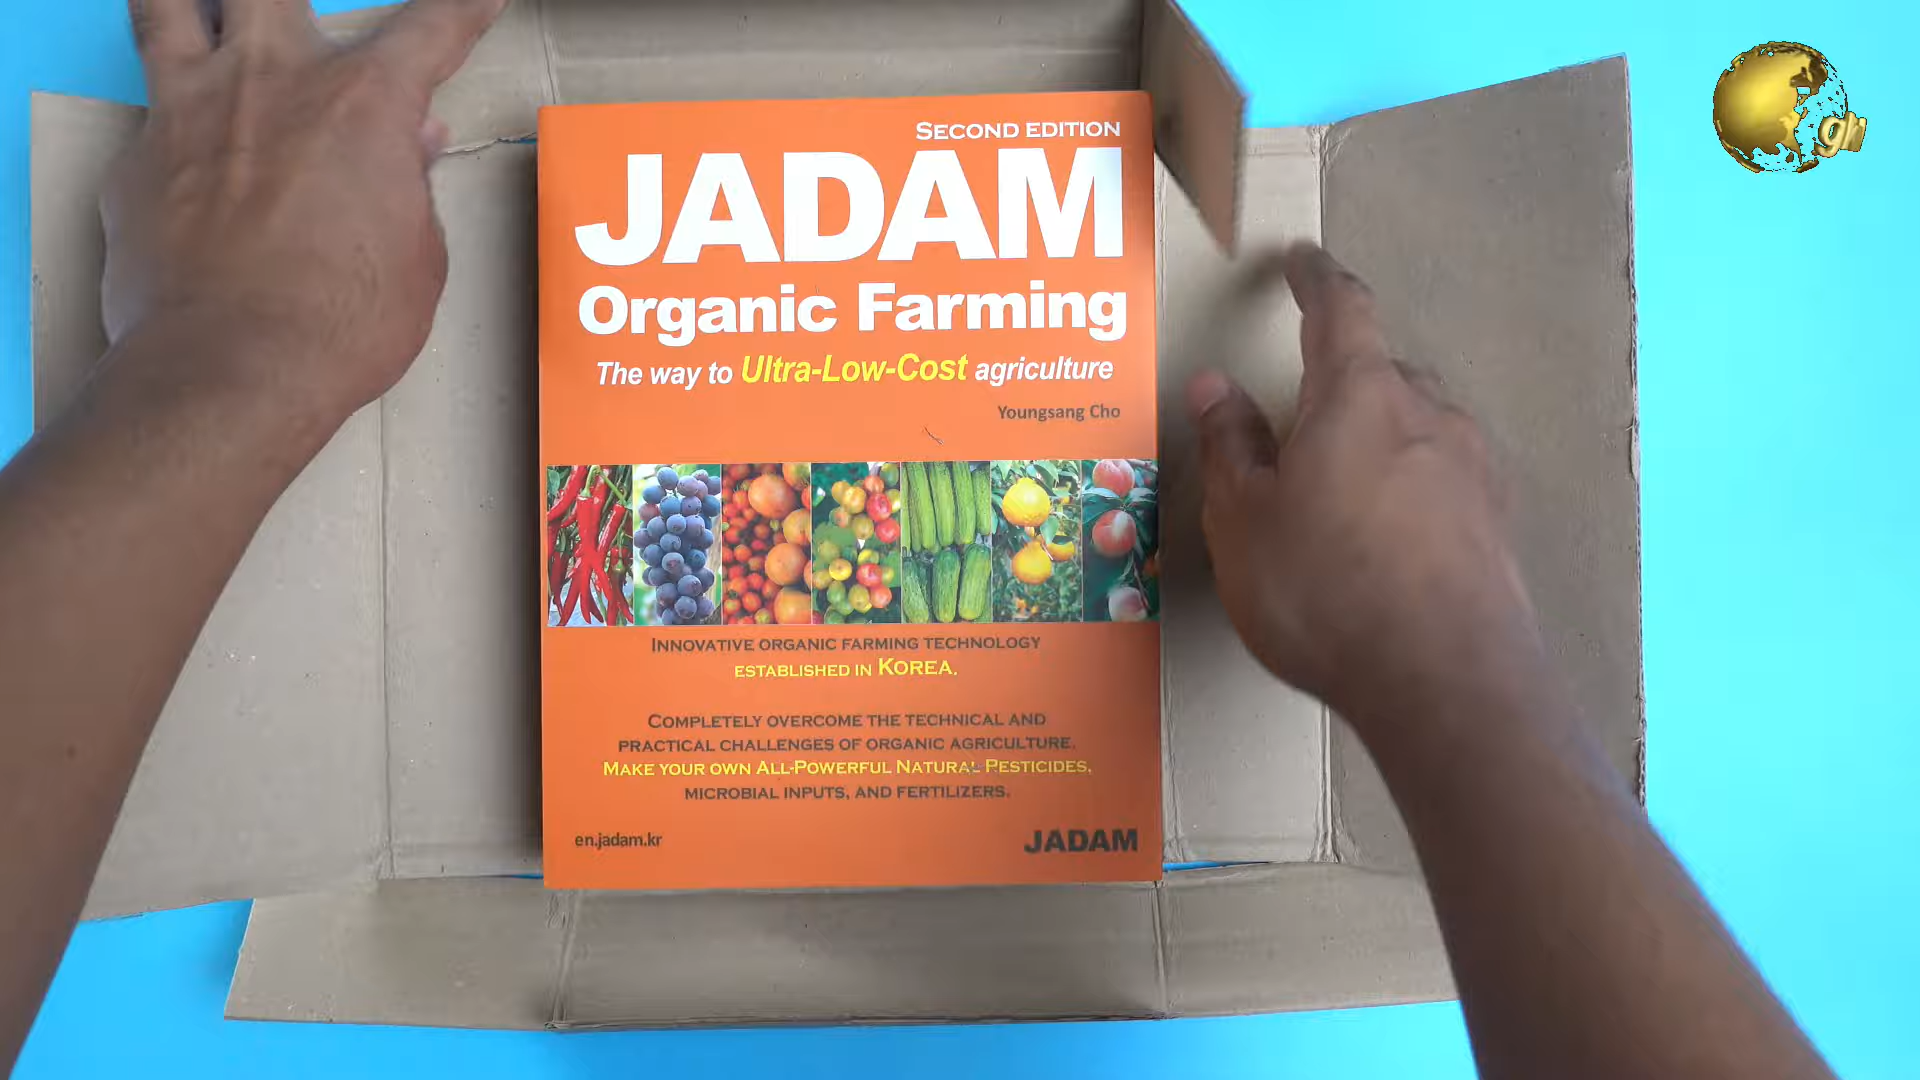 SECOND EDITION
JADAM
Organic Farming
The way to Ultra-Low-Cost agriculture
Youngsang Cho
INNOVATIVE ORGANIC FARMING TECHNOLOGY
ESTABLISHED IN KOREA.
COMPLETELY OVERCOME THE TECHNICAL AND
PRACTICAL CHALLENGES OF ORGANIC AGRICULTURE.
MAKE YOUR OWN ALL-POWERFUL NATURAL PESTICIDES,
MICROBIAL INPUTS, AND FERTILIZERS.
en.jadam.kr
JADAM